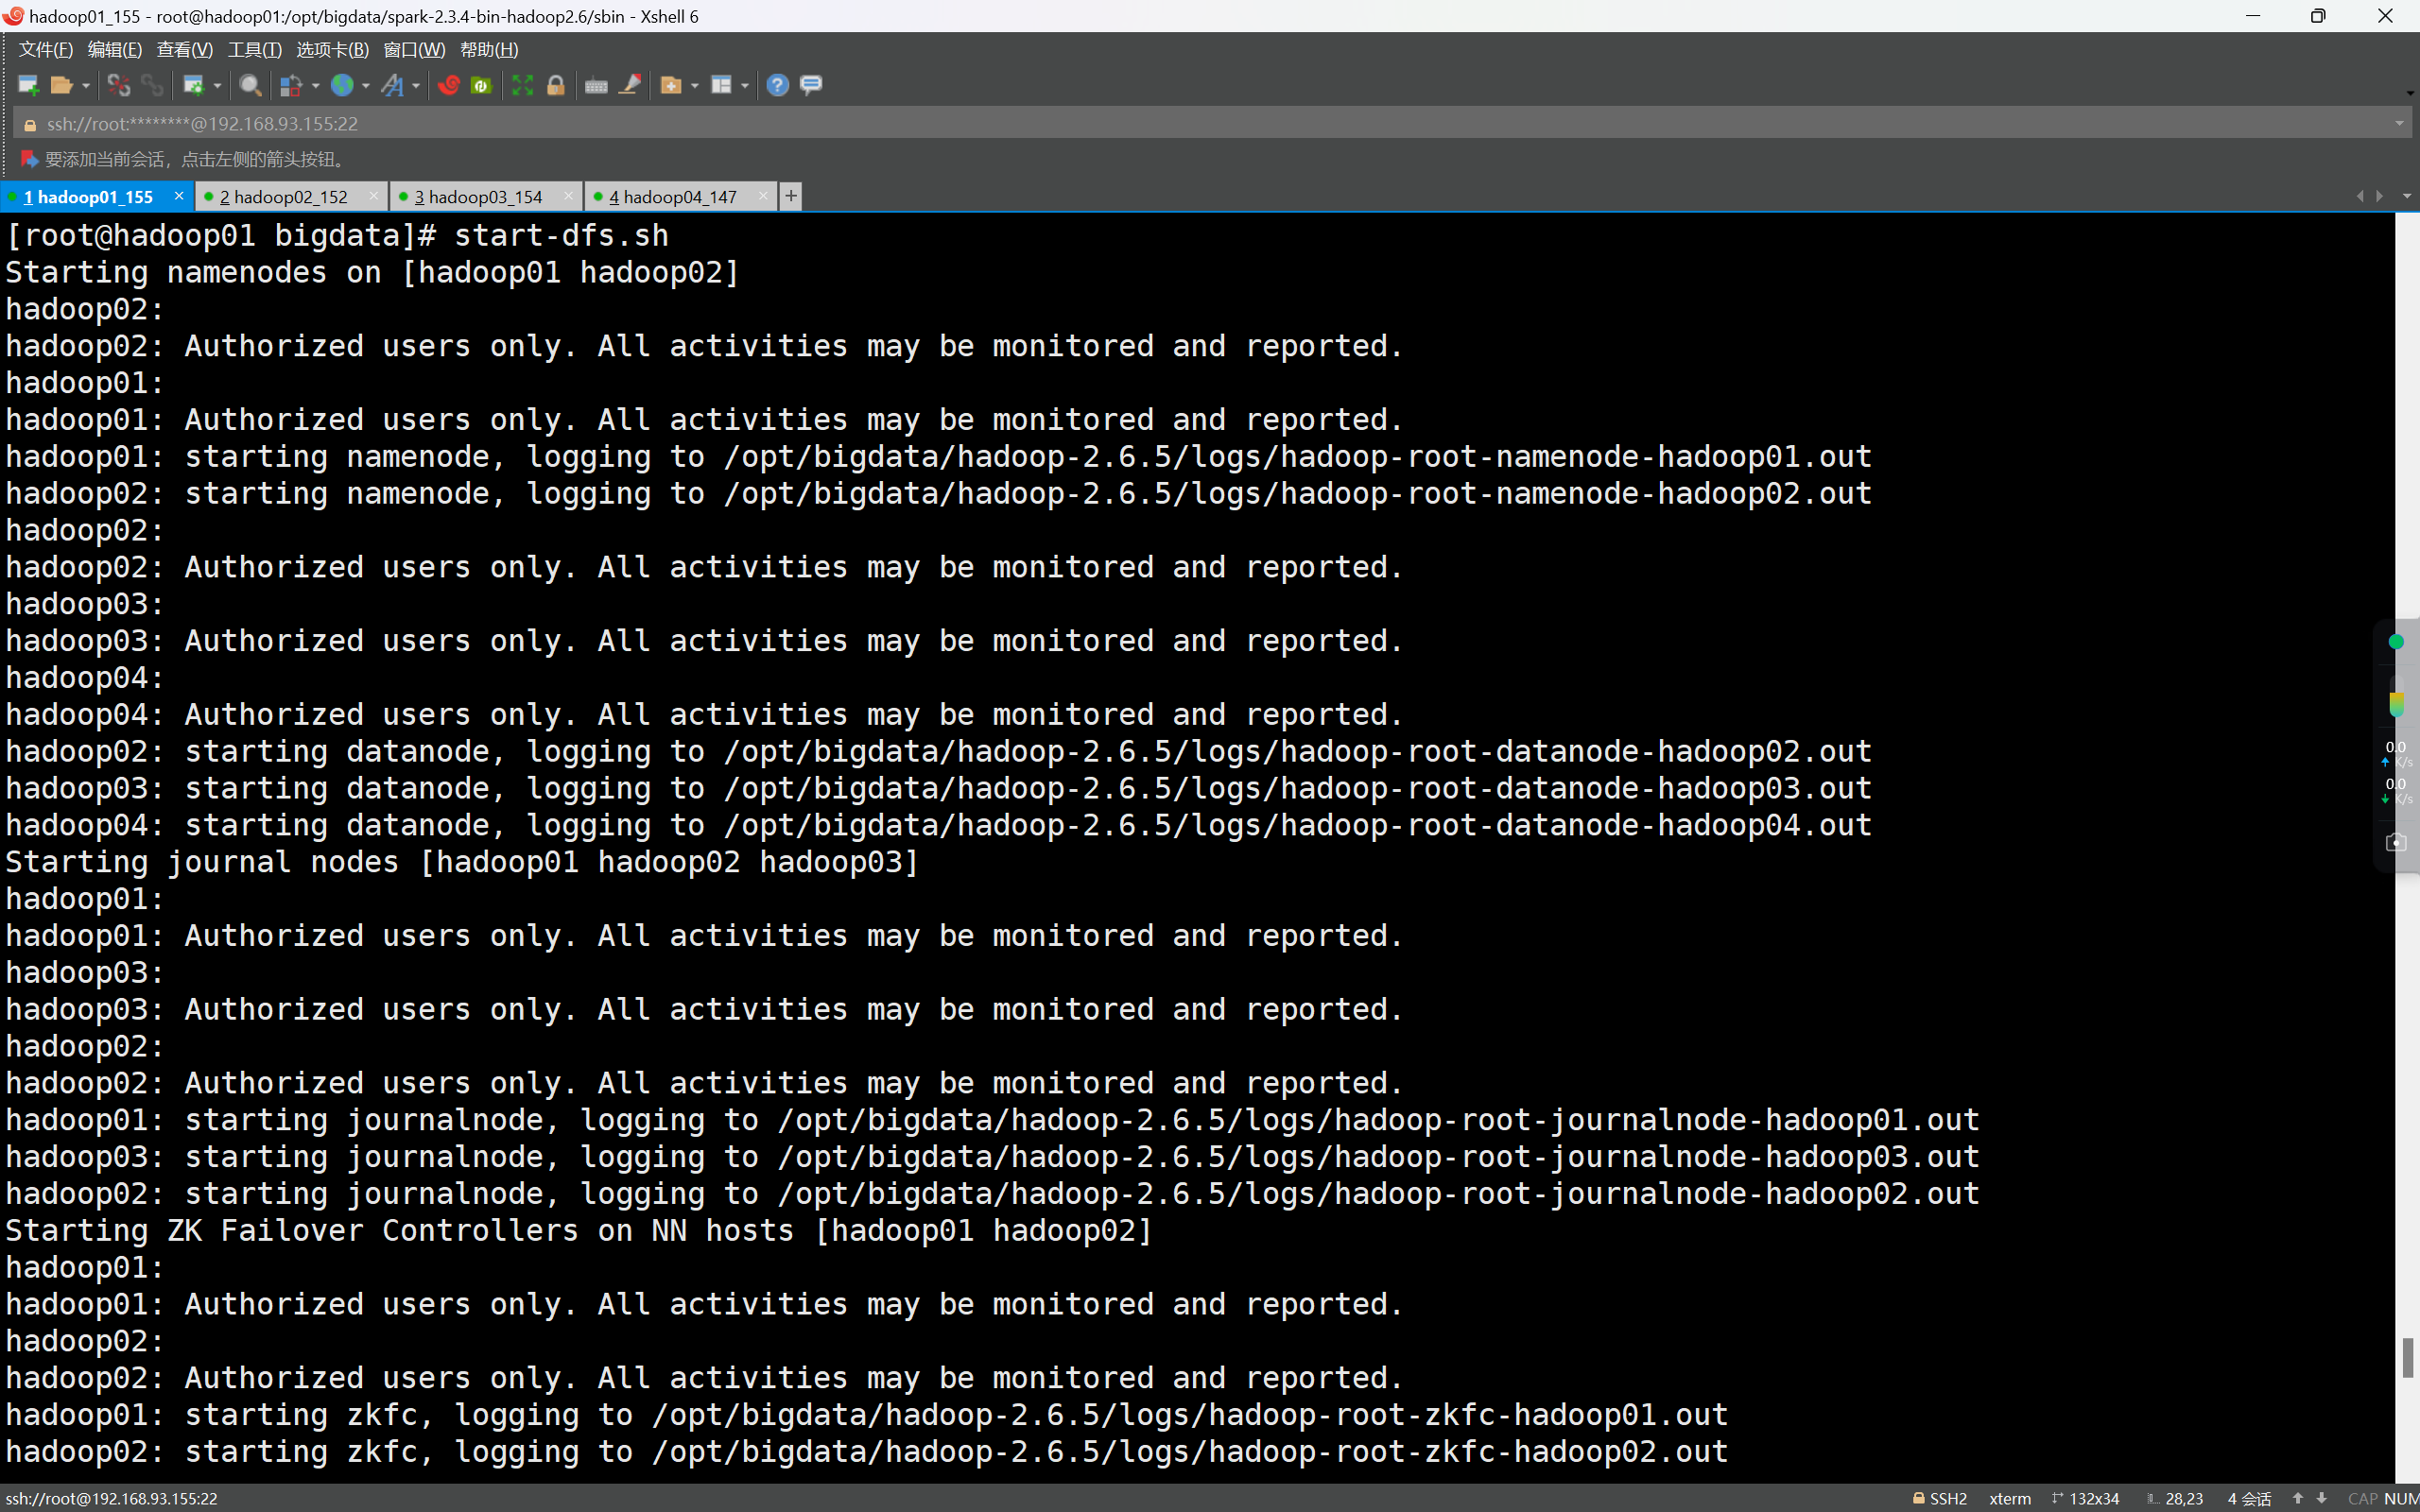 hadoop01_155 - root@hadoop01:/opt/bigdata/spark-2.3.4-bin-hadoop2.6/sbin - Xshell 6
文件(F) 编辑(E) 查看(V) 工具(T) 选项卡(B) 窗口(W) 帮助(H)
ssh://root:********@192.168.93.155:22
要添加当前会话，点击左侧的箭头按钮。
1 hadoop01_155 × 2 hadoop02_152 × 3 hadoop03_154 × 4 hadoop04_147 × +
[root@hadoop01 bigdata]# start-dfs.sh
Starting namenodes on [hadoop01 hadoop02]
hadoop02:
hadoop02: Authorized users only. All activities may be monitored and reported.
hadoop01:
hadoop01: Authorized users only. All activities may be monitored and reported.
hadoop01: starting namenode, logging to /opt/bigdata/hadoop-2.6.5/logs/hadoop-root-namenode-hadoop01.out
hadoop02: starting namenode, logging to /opt/bigdata/hadoop-2.6.5/logs/hadoop-root-namenode-hadoop02.out
hadoop02:
hadoop02: Authorized users only. All activities may be monitored and reported.
hadoop03:
hadoop03: Authorized users only. All activities may be monitored and reported.
hadoop04:
hadoop04: Authorized users only. All activities may be monitored and reported.
hadoop02: starting datanode, logging to /opt/bigdata/hadoop-2.6.5/logs/hadoop-root-datanode-hadoop02.out
hadoop03: starting datanode, logging to /opt/bigdata/hadoop-2.6.5/logs/hadoop-root-datanode-hadoop03.out
hadoop04: starting datanode, logging to /opt/bigdata/hadoop-2.6.5/logs/hadoop-root-datanode-hadoop04.out
Starting journal nodes [hadoop01 hadoop02 hadoop03]
hadoop01:
hadoop01: Authorized users only. All activities may be monitored and reported.
hadoop03:
hadoop03: Authorized users only. All activities may be monitored and reported.
hadoop02:
hadoop02: Authorized users only. All activities may be monitored and reported.
hadoop01: starting journalnode, logging to /opt/bigdata/hadoop-2.6.5/logs/hadoop-root-journalnode-hadoop01.out
hadoop03: starting journalnode, logging to /opt/bigdata/hadoop-2.6.5/logs/hadoop-root-journalnode-hadoop03.out
hadoop02: starting journalnode, logging to /opt/bigdata/hadoop-2.6.5/logs/hadoop-root-journalnode-hadoop02.out
Starting ZK Failover Controllers on NN hosts [hadoop01 hadoop02]
hadoop01:
hadoop01: Authorized users only. All activities may be monitored and reported.
hadoop02:
hadoop02: Authorized users only. All activities may be monitored and reported.
hadoop01: starting zkfc, logging to /opt/bigdata/hadoop-2.6.5/logs/hadoop-root-zkfc-hadoop01.out
hadoop02: starting zkfc, logging to /opt/bigdata/hadoop-2.6.5/logs/hadoop-root-zkfc-hadoop02.out
0.0
K/s
0.0
K/s
ssh://root@192.168.93.155:22 SSH2 xterm 132x34 28,23 4 会话 CAP NUM